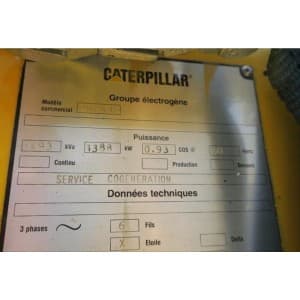 CATERPILLAR
Groupe électrogène
Modèle
commercial
Puissance
kVa 1388 kW 0.93 COS Ø Hertz
Continu Production Secours
SERVICE COGENERATION
Données techniques
3 phases ~ 6 Fils
X Etoile Delta